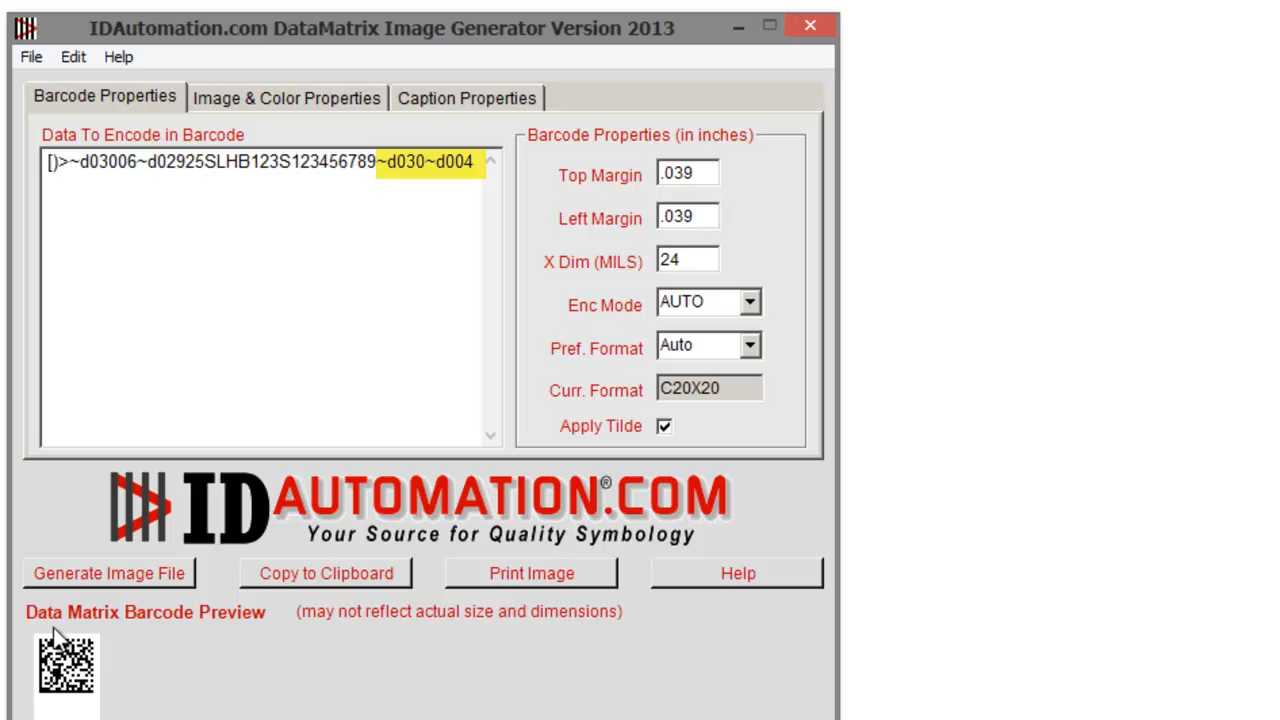 IDAutomation.com DataMatrix Image Generator Version 2013
File Edit Help
Barcode Properties Image & Color Properties Caption Properties
Data To Encode in Barcode
[)>~d03006~d02925SLHB123S123456789~d030~d004
Barcode Properties (in inches)
Top Margin .039
Left Margin .039
X Dim (MILS) 24
Enc Mode AUTO
Pref. Format Auto
Curr. Format C20X20
Apply Tilde
IDAUTOMATION®.COM
Your Source for Quality Symbology
Generate Image File Copy to Clipboard Print Image Help
Data Matrix Barcode Preview (may not reflect actual size and dimensions)